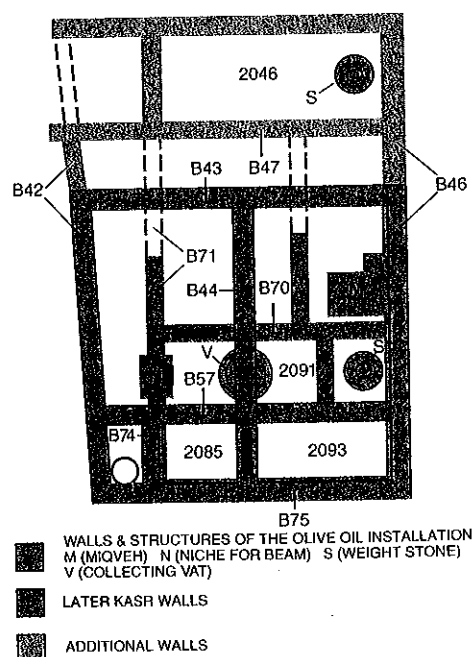 2046
S
B42
B43
B47
B46
B71
B44
B70
V
B57
2091
S
B74
2085
2093
B75
WALLS & STRUCTURES OF THE OLIVE OIL INSTALLATION
M (MIQVEH) N (NICHE FOR BEAM) S (WEIGHT STONE)
V (COLLECTING VAT)
LATER KASR WALLS
ADDITIONAL WALLS